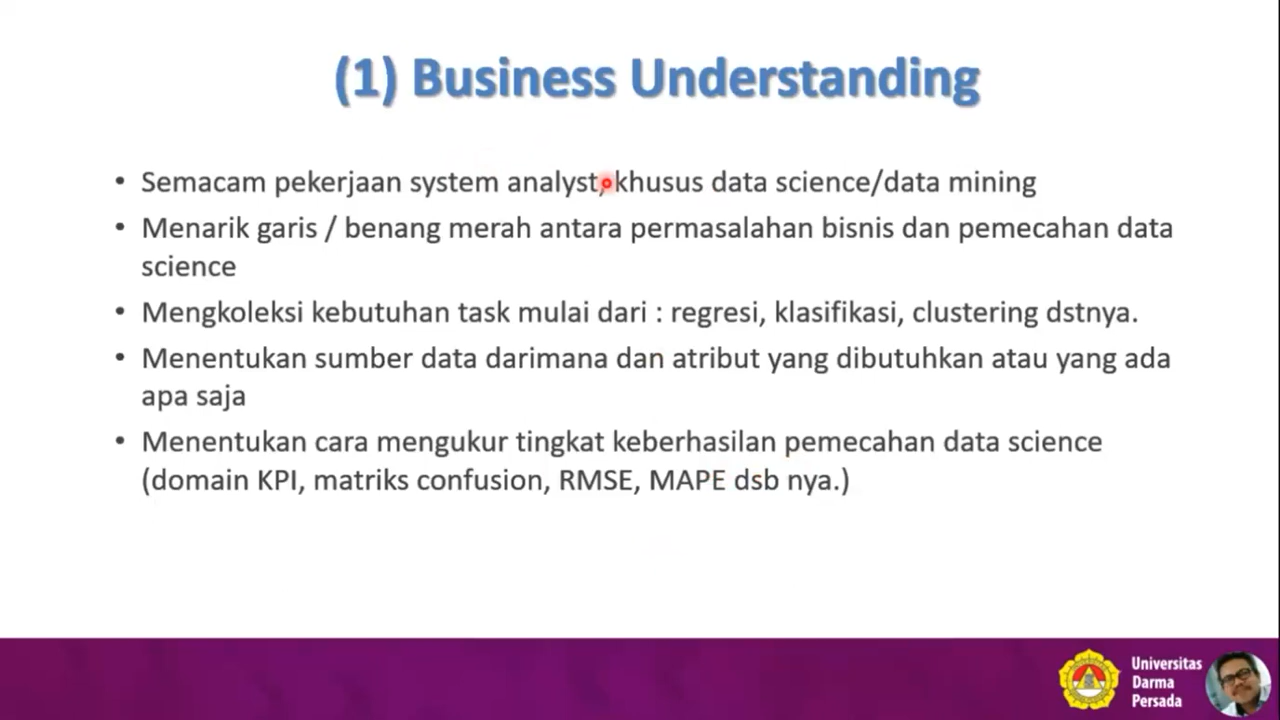 (1) Business Understanding
• Semacam pekerjaan system analyst, khusus data science/data mining
• Menarik garis / benang merah antara permasalahan bisnis dan pemecahan data
science
• Mengkoleksi kebutuhan task mulai dari : regresi, klasifikasi, clustering dstnya.
• Menentukan sumber data darimana dan atribut yang dibutuhkan atau yang ada
apa saja
• Menentukan cara mengukur tingkat keberhasilan pemecahan data science
(domain KPI, matriks confusion, RMSE, MAPE dsb nya.)
Universitas
Darma
Persada